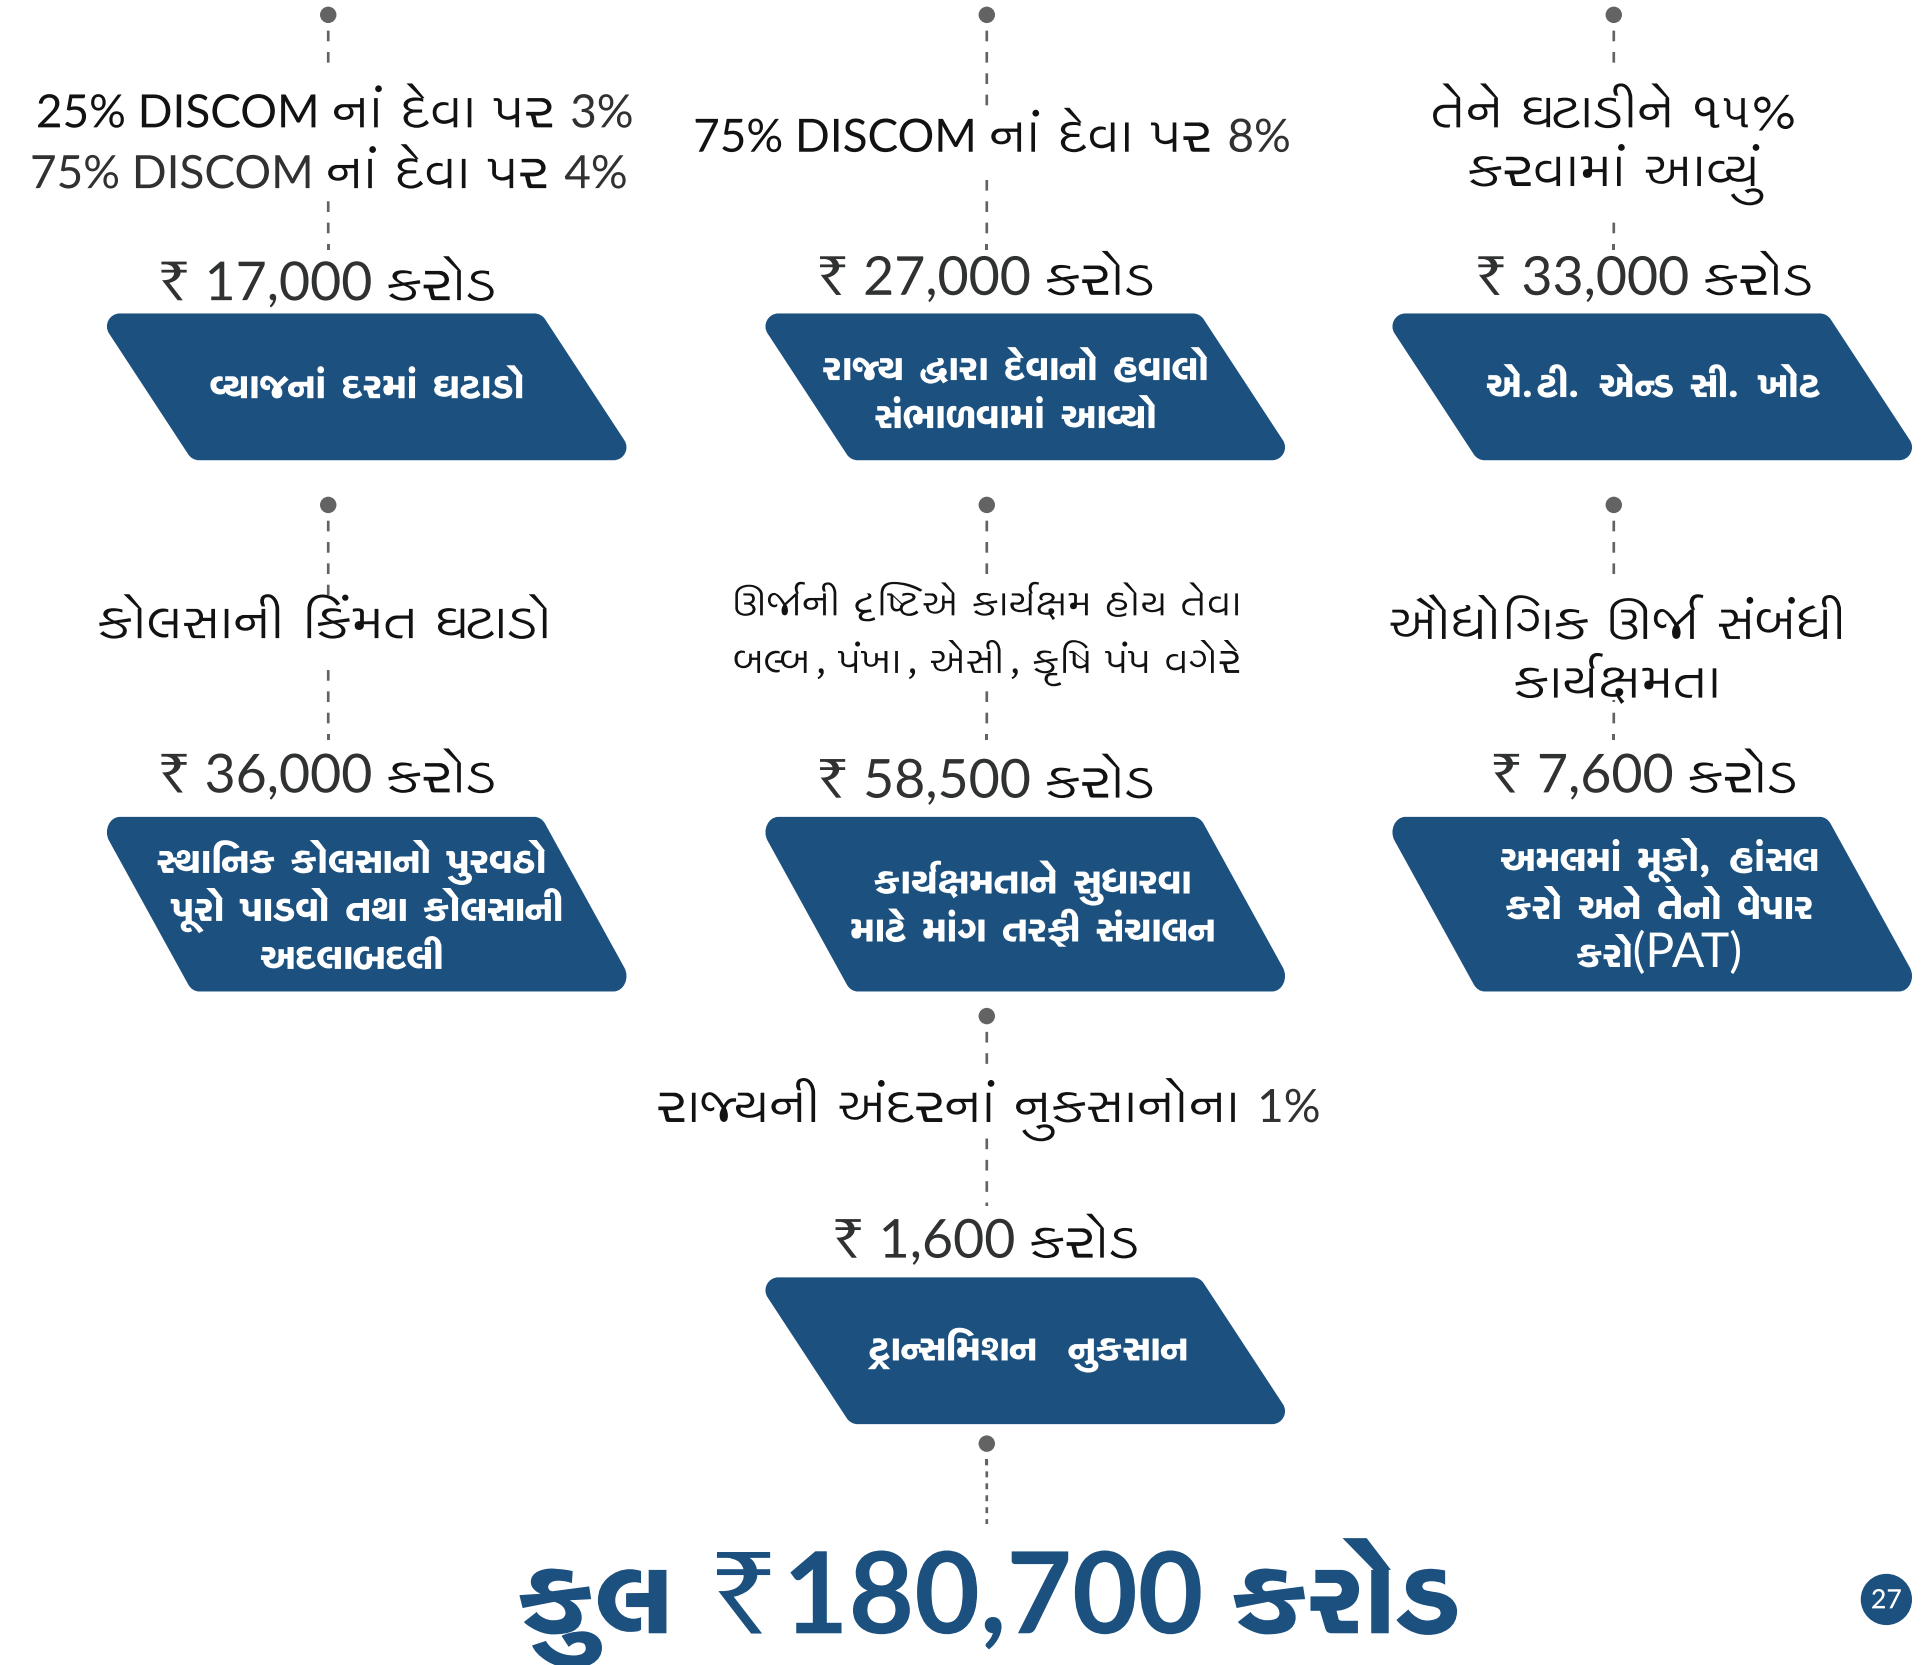 25% DISCOM નાં દેવા પર 3%
75% DISCOM નાં દેવા પર 4%
₹ 17,000 કરોડ
વ્યાજનાં દરમાં ઘટાડો
75% DISCOM નાં દેવા પર 8%
₹ 27,000 કરોડ
રાજ્ય દ્વારા દેવાનો હવાલો
સંભાળવામાં આવ્યો
તેને ઘટાડીને ૧૫%
કરવામાં આવ્યું
₹ 33,000 કરોડ
એ.ટી. એન્ડ સી. ખોટ
કોલસાની કિંમત ઘટાડો
₹ 36,000 કરોડ
સ્થાનિક કોલસાનો પુરવઠો
પૂરો પાડવો તથા કોલસાની
અદલાબદલી
ઊર્જાની દૃષ્ટિએ કાર્યક્ષમ હોય તેવા
બલ્બ, પંખા, એસી, કૃષિ પંપ વગેરે
₹ 58,500 કરોડ
કાર્યક્ષમતાને સુધારવા
માટે માંગ તરફી સંચાલન
ઔદ્યોગિક ઊર્જા સંબંધી
કાર્યક્ષમતા
₹ 7,600 કરોડ
અમલમાં મૂકો, હાંસલ
કરો અને તેનો વેપાર
કરો(PAT)
રાજ્યની અંદરનાં નુકસાનોના 1%
₹ 1,600 કરોડ
ટ્રાન્સમિશન નુકસાન
કુલ ₹180,700 કરોડ
27